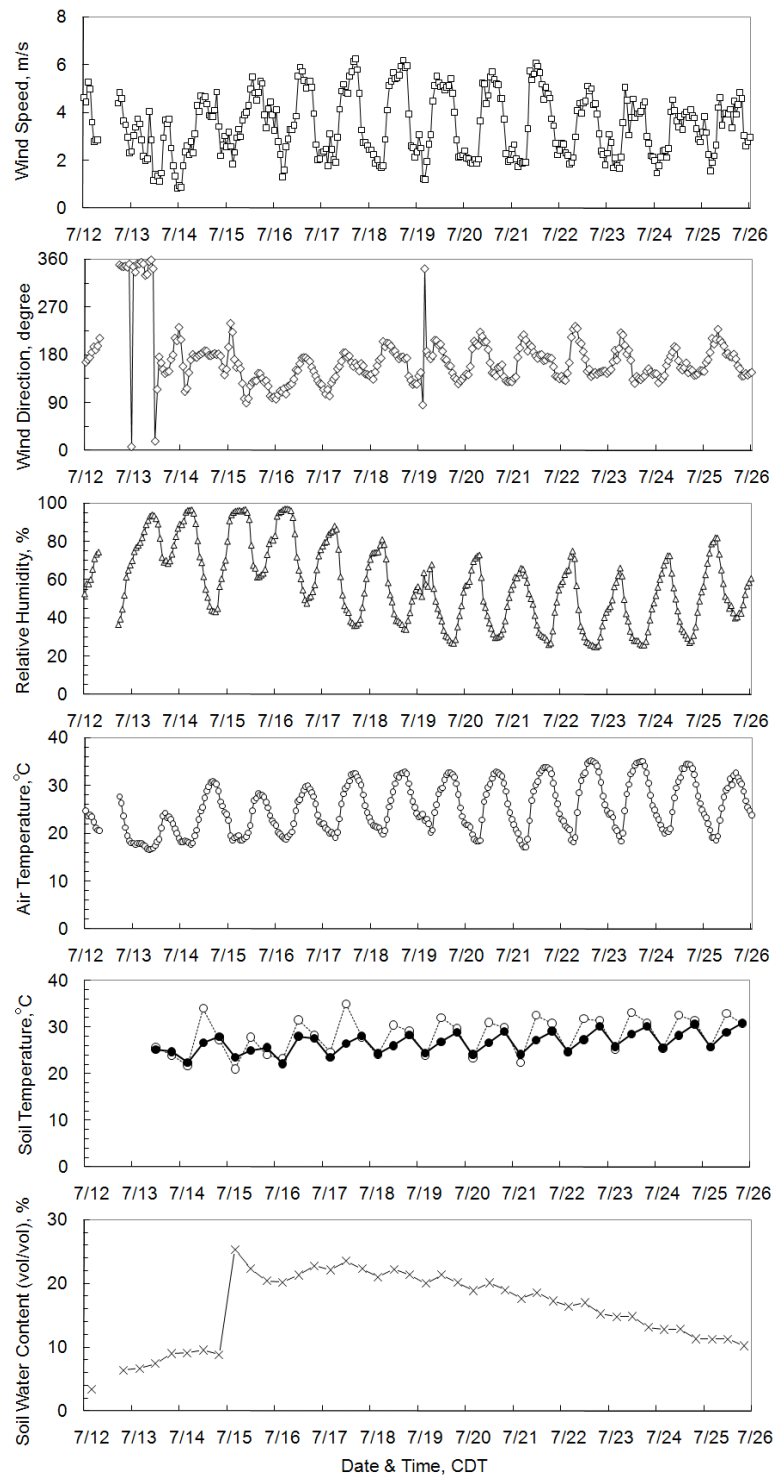 Wind Speed, m/s
8
6
4
2
0
7/12 7/13 7/14 7/15 7/16 7/17 7/18 7/19 7/20 7/21 7/22 7/23 7/24 7/25 7/26
Wind Direction, degree
360
270
180
90
0
7/12 7/13 7/14 7/15 7/16 7/17 7/18 7/19 7/20 7/21 7/22 7/23 7/24 7/25 7/26
Relative Humidity, %
100
80
60
40
20
0
7/12 7/13 7/14 7/15 7/16 7/17 7/18 7/19 7/20 7/21 7/22 7/23 7/24 7/25 7/26
Air Temperature,°C
40
30
20
10
0
7/12 7/13 7/14 7/15 7/16 7/17 7/18 7/19 7/20 7/21 7/22 7/23 7/24 7/25 7/26
Soil Temperature,°C
40
30
20
10
0
7/12 7/13 7/14 7/15 7/16 7/17 7/18 7/19 7/20 7/21 7/22 7/23 7/24 7/25 7/26
Soil Water Content (vol/vol), %
30
20
10
0
7/12 7/13 7/14 7/15 7/16 7/17 7/18 7/19 7/20 7/21 7/22 7/23 7/24 7/25 7/26
Date & Time, CDT